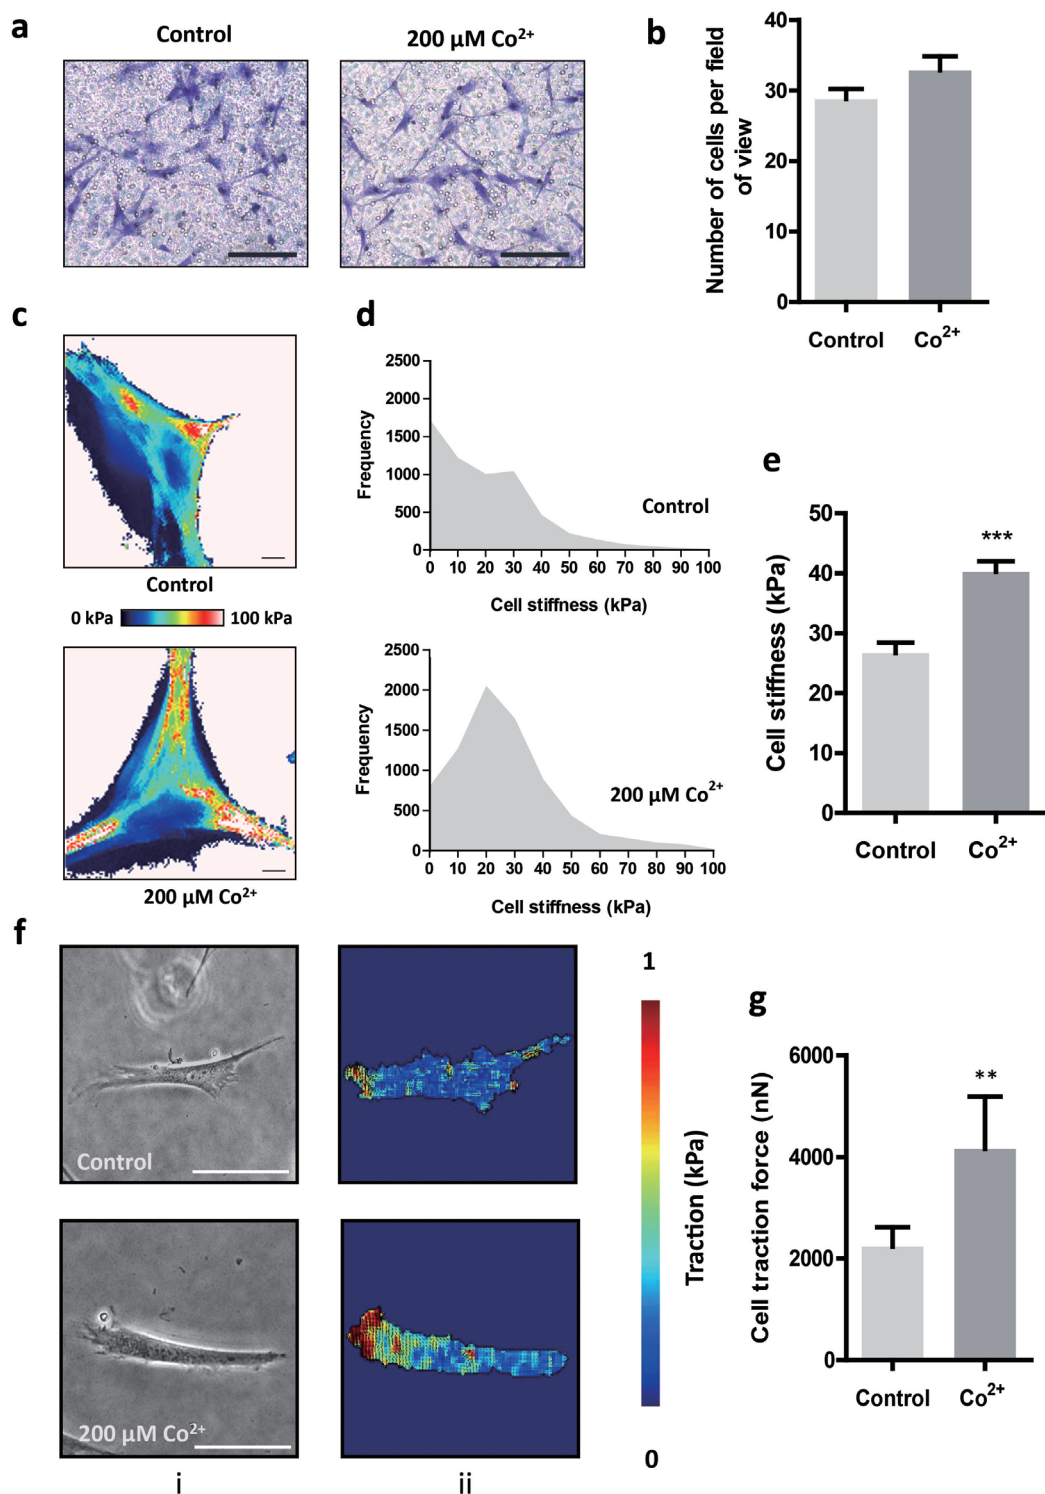 a
Control
200 µM Co²⁺
b
Number of cells per field
of view
40
30
20
10
0
Control
Co²⁺
c
Control
0 kPa
100 kPa
200 µM Co²⁺
d
Frequency
2500
2000
1500
1000
500
0
Control
0 10 20 30 40 50 60 70 80 90 100
Cell stiffness (kPa)
Frequency
2500
2000
1500
1000
500
0
200 µM Co²⁺
0 10 20 30 40 50 60 70 80 90 100
Cell stiffness (kPa)
e
Cell stiffness (kPa)
50
40
30
20
10
0
***
Control
Co²⁺
f
Control
200 µM Co²⁺
i
ii
1
Traction (kPa)
0
g
Cell traction force (nN)
6000
4000
2000
0
**
Control
Co²⁺